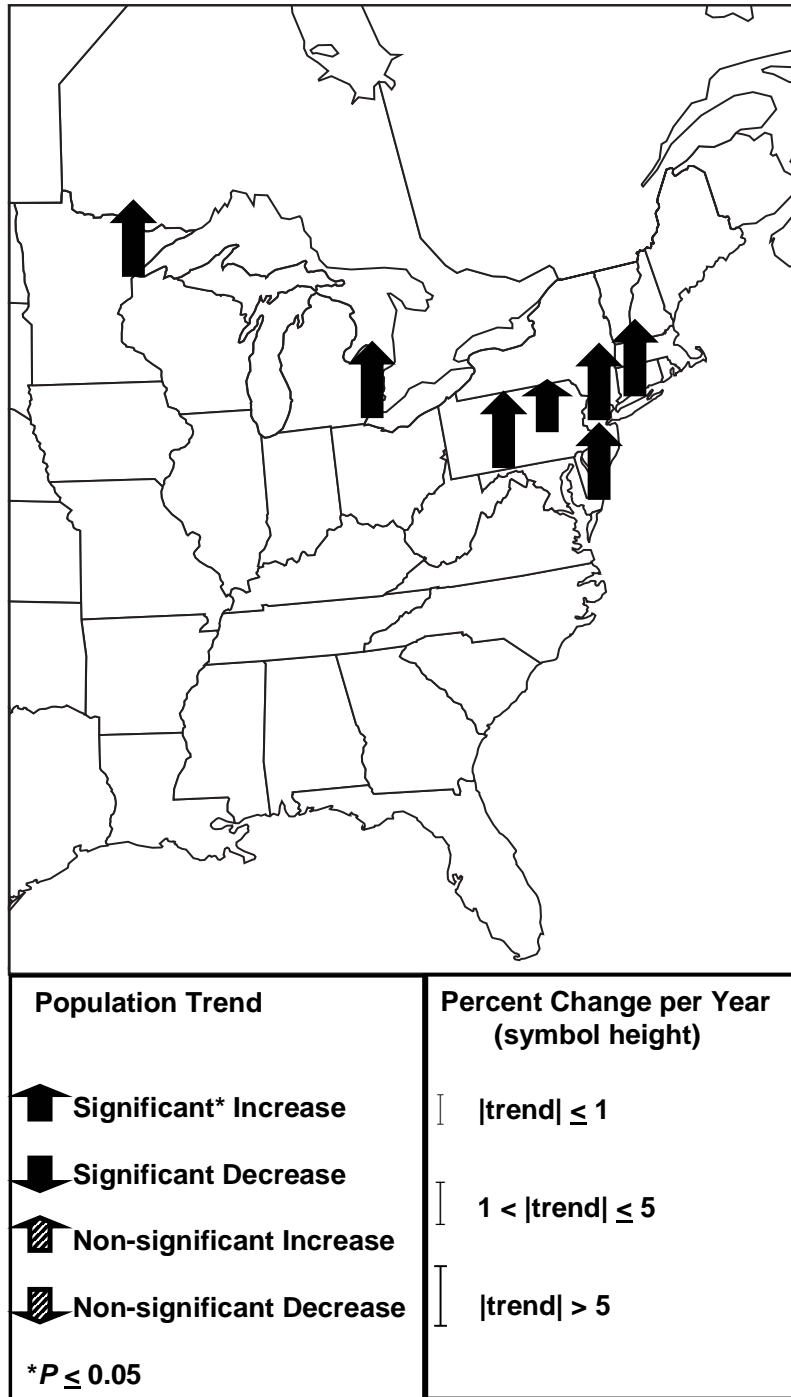 Population Trend
Significant* Increase
Significant Decrease
Non-significant Increase
Non-significant Decrease
*P ≤ 0.05
Percent Change per Year
(symbol height)
|trend| ≤ 1
1 < |trend| ≤ 5
|trend| > 5